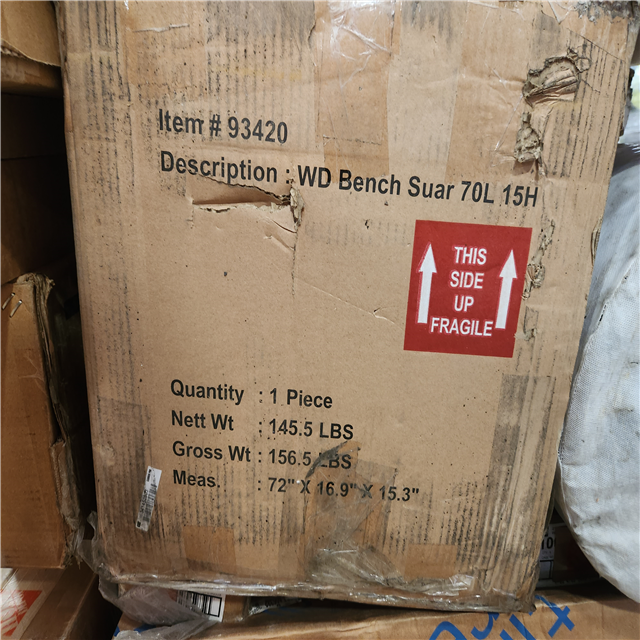 Item # 93420
Description : WD Bench Suar 70L 15H
THIS
SIDE
UP
FRAGILE
Quantity : 1 Piece
Nett Wt : 145.5 LBS
Gross Wt : 156.5 LBS
Meas. : 72" X 16.9" X 15.3"